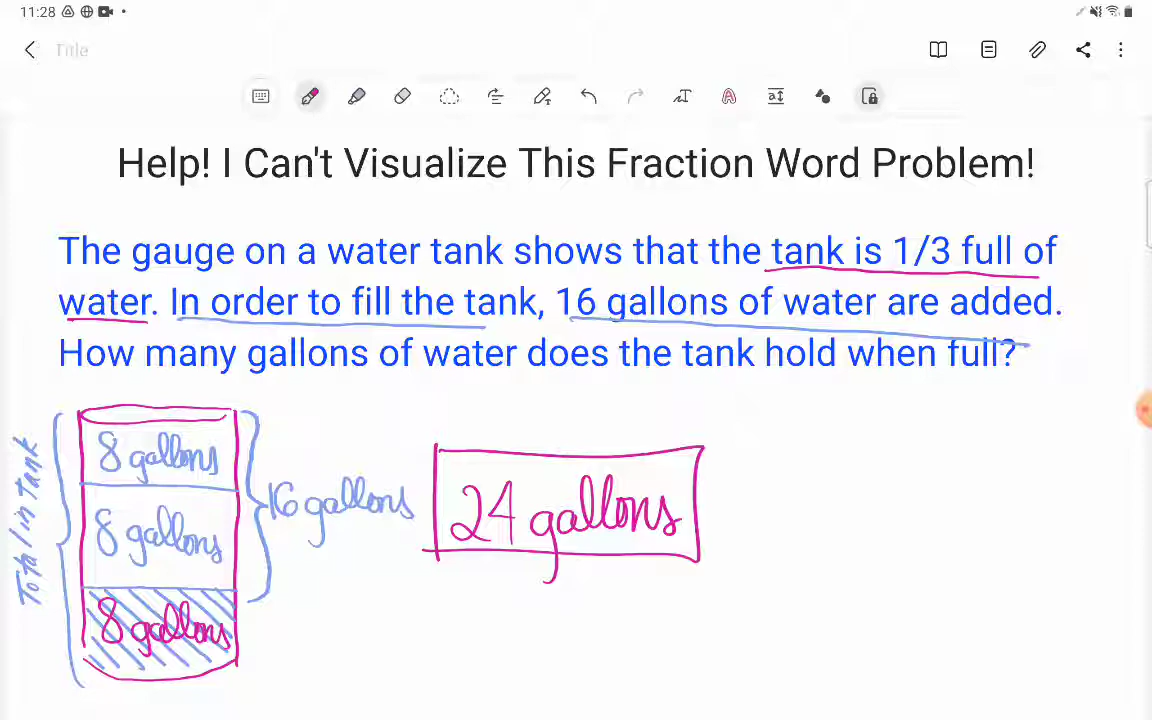 11:28
Title
Help! I Can't Visualize This Fraction Word Problem!
The gauge on a water tank shows that the tank is 1/3 full of
water. In order to fill the tank, 16 gallons of water are added.
How many gallons of water does the tank hold when full?
Total in Tank
8 gallons
8 gallons
8 gallons
16 gallons
24 gallons